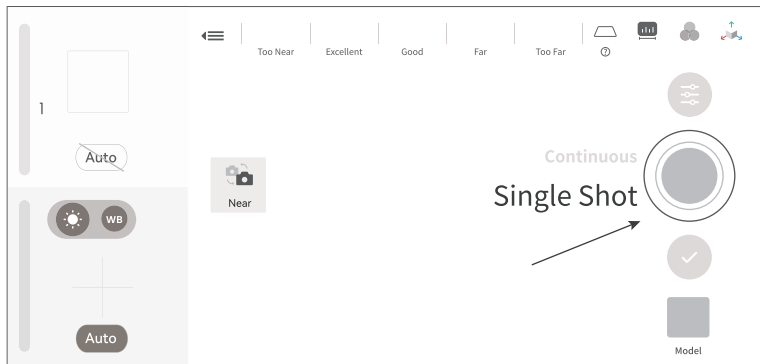 Too Near
Excellent
Good
Far
Too Far
?
1
Auto
Continuous
Single Shot
Near
WB
Auto
Model